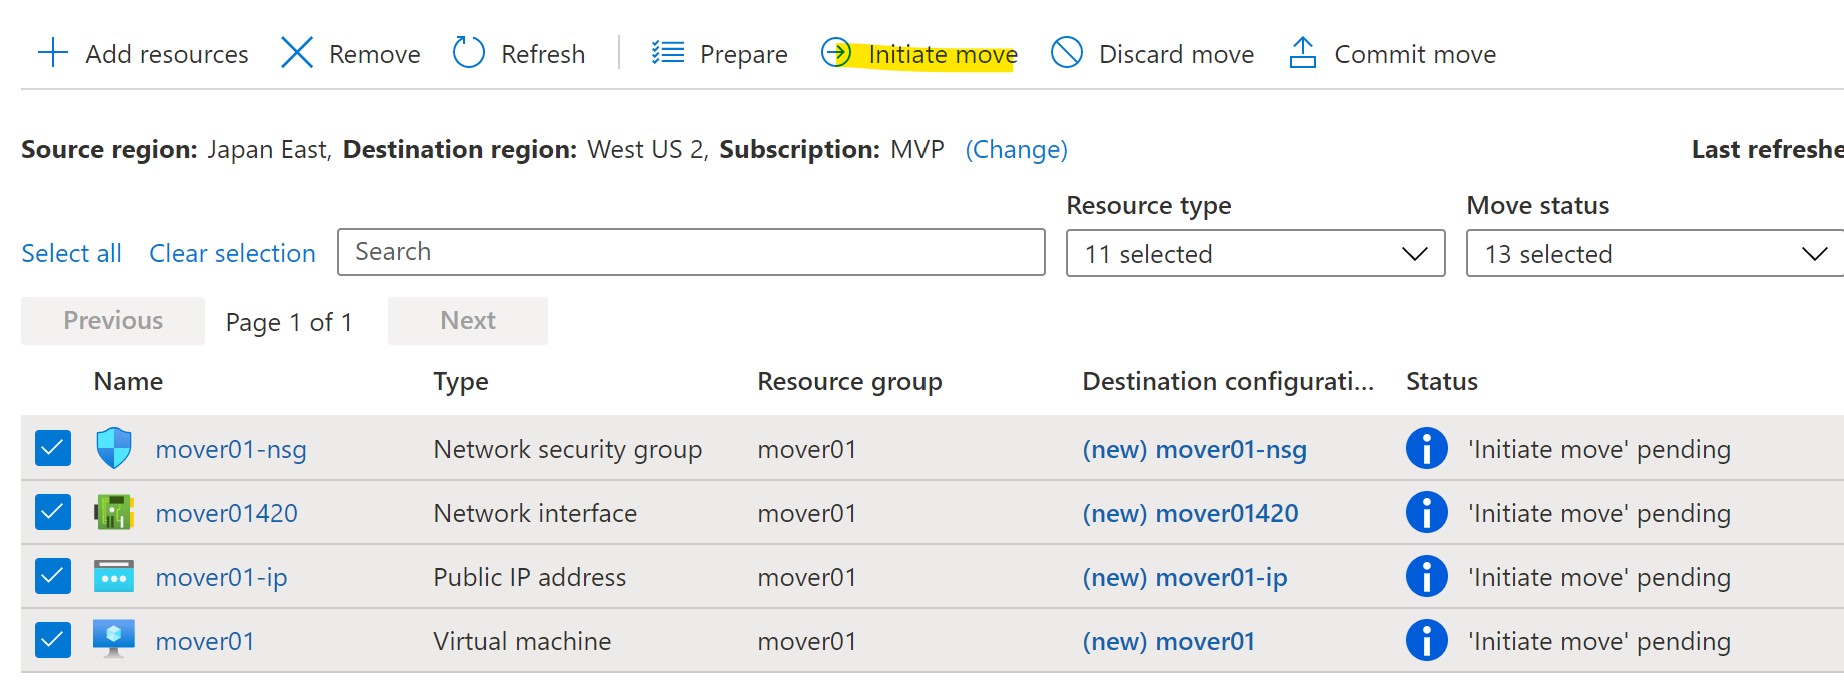 Add resources Remove Refresh Prepare Initiate move Discard move Commit move
Source region: Japan East, Destination region: West US 2, Subscription: MVP (Change) Last refreshe
Resource type Move status
Select all Clear selection Search 11 selected 13 selected
Previous Page 1 of 1 Next
Name Type Resource group Destination configurati... Status
mover01-nsg Network security group mover01 (new) mover01-nsg 'Initiate move' pending
mover01420 Network interface mover01 (new) mover01420 'Initiate move' pending
mover01-ip Public IP address mover01 (new) mover01-ip 'Initiate move' pending
mover01 Virtual machine mover01 (new) mover01 'Initiate move' pending